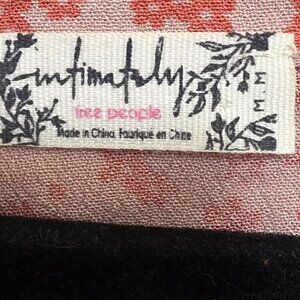 intimately
free people
Made in China. Fabriqué en Chine
M M